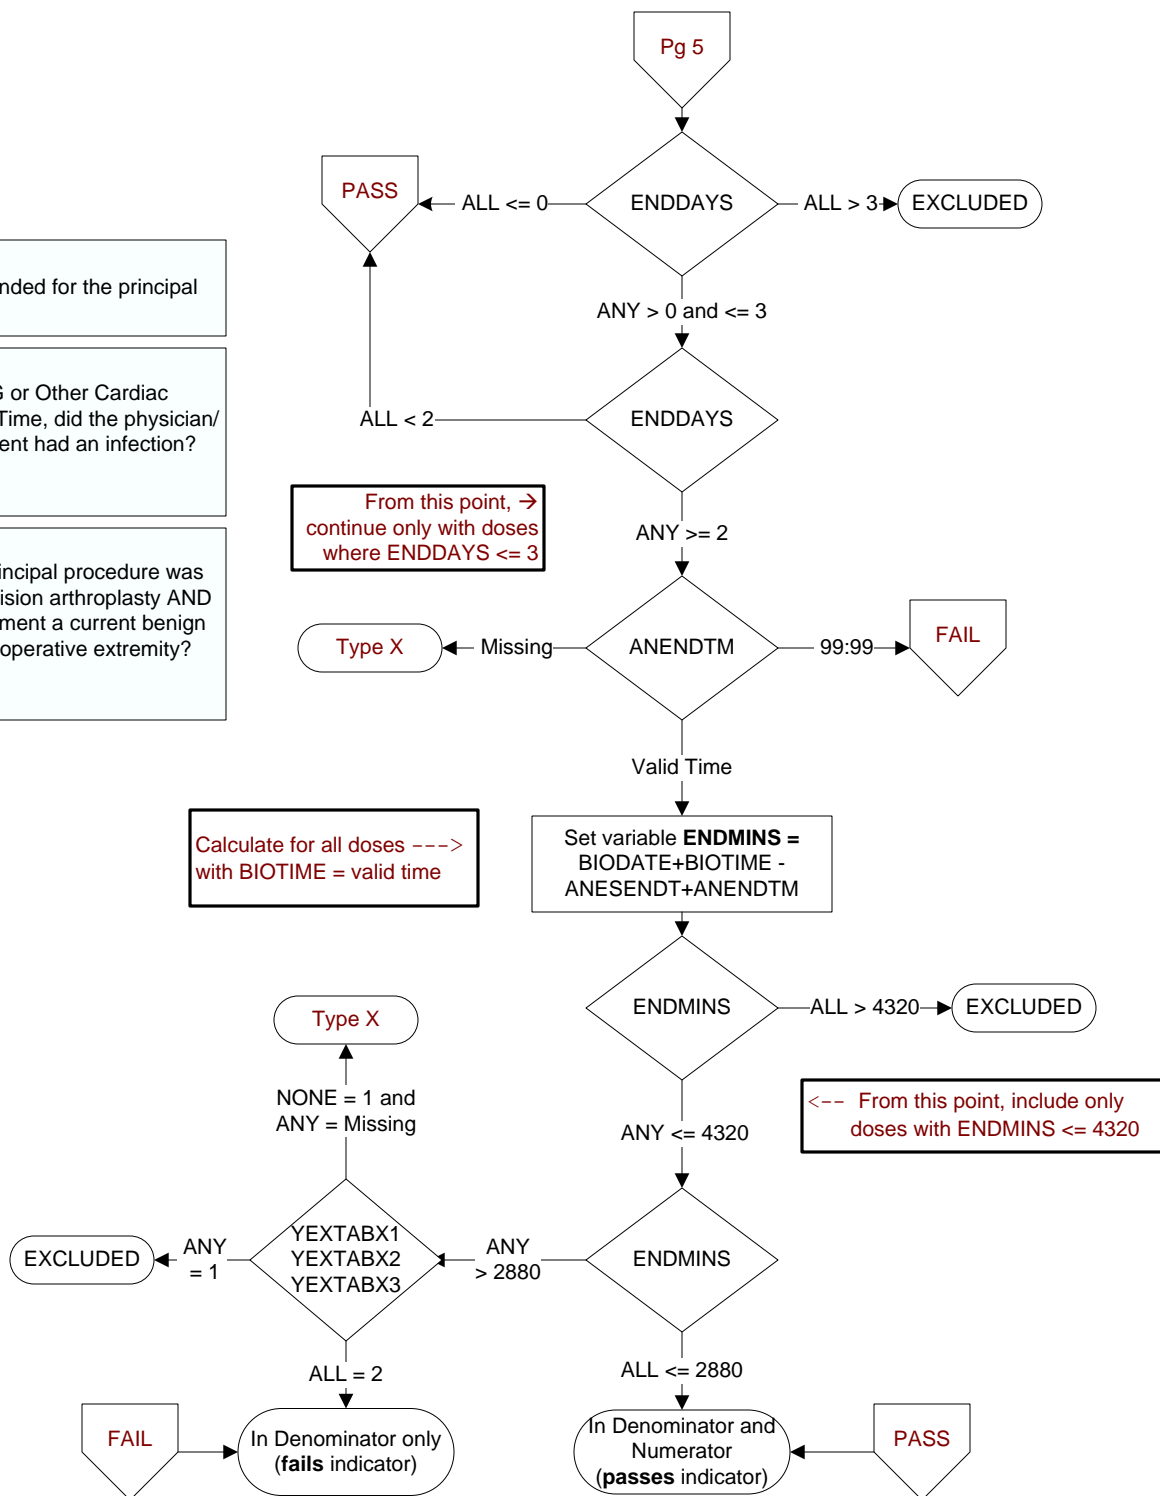 Pg 5
PASS
ALL <= 0
ENDDAYS
ALL > 3
EXCLUDED
nded for the principal
ANY > 0 and <= 3
G or Other Cardiac
Time, did the physician/
ent had an infection?
ALL < 2
ENDDAYS
From this point, →
continue only with doses
where ENDDAYS <= 3
ANY >= 2
incipal procedure was
ision arthroplasty AND
ment a current benign
operative extremity?
Type X
Missing
ANENDTM
99:99
FAIL
Valid Time
Calculate for all doses --->
with BIOTIME = valid time
Set variable ENDMINS =
BIODATE+BIOTIME -
ANESENDT+ANENDTM
Type X
ENDMINS
ALL > 4320
EXCLUDED
NONE = 1 and
ANY = Missing
ANY <= 4320
<-- From this point, include only
doses with ENDMINS <= 4320
EXCLUDED
ANY
= 1
YEXTABX1
YEXTABX2
YEXTABX3
ANY
> 2880
ENDMINS
ALL = 2
ALL <= 2880
FAIL
In Denominator only
(fails indicator)
In Denominator and
Numerator
(passes indicator)
PASS